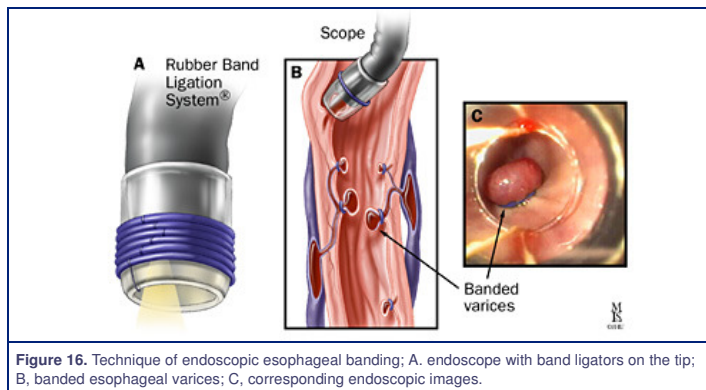 Scope
A Rubber Band
Ligation
System®
B
C
Banded
varices
Figure 16. Technique of endoscopic esophageal banding; A. endoscope with band ligators on the tip;
B, banded esophageal varices; C, corresponding endoscopic images.